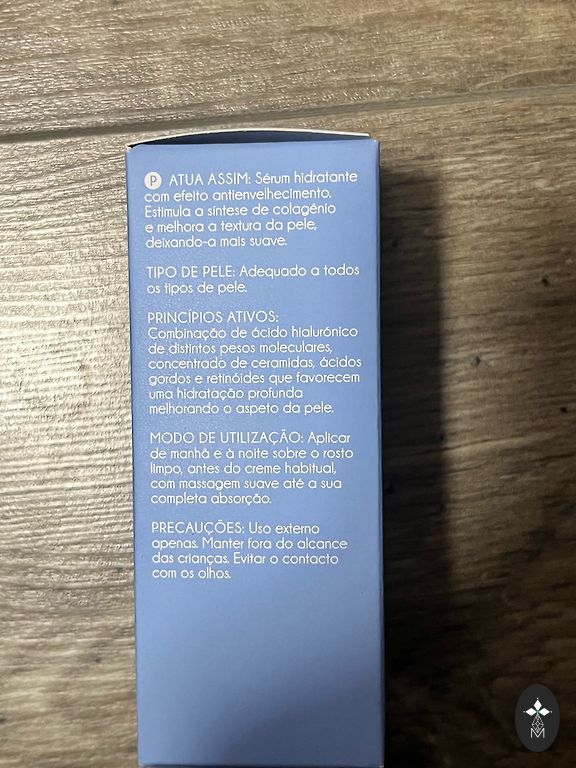 P ATUA ASSIM: Sérum hidratante
com efeito antienvelhecimento.
Estimula a síntese de colagénio
e melhora a textura da pele,
deixando-a mais suave.
TIPO DE PELE: Adequado a todos
os tipos de pele.
PRINCÍPIOS ATIVOS:
Combinação de ácido hialurónico
de distintos pesos moleculares,
concentrado de ceramidas, ácidos
gordos e retinóides que favorecem
uma hidratação profunda
melhorando o aspeto da pele.
MODO DE UTILIZAÇÃO: Aplicar
de manhã e à noite sobre o rosto
limpo, antes do creme habitual,
com massagem suave até a sua
completa absorção.
PRECAUÇÕES: Uso externo
apenas. Manter fora do alcance
das crianças. Evitar o contacto
com os olhos.
M